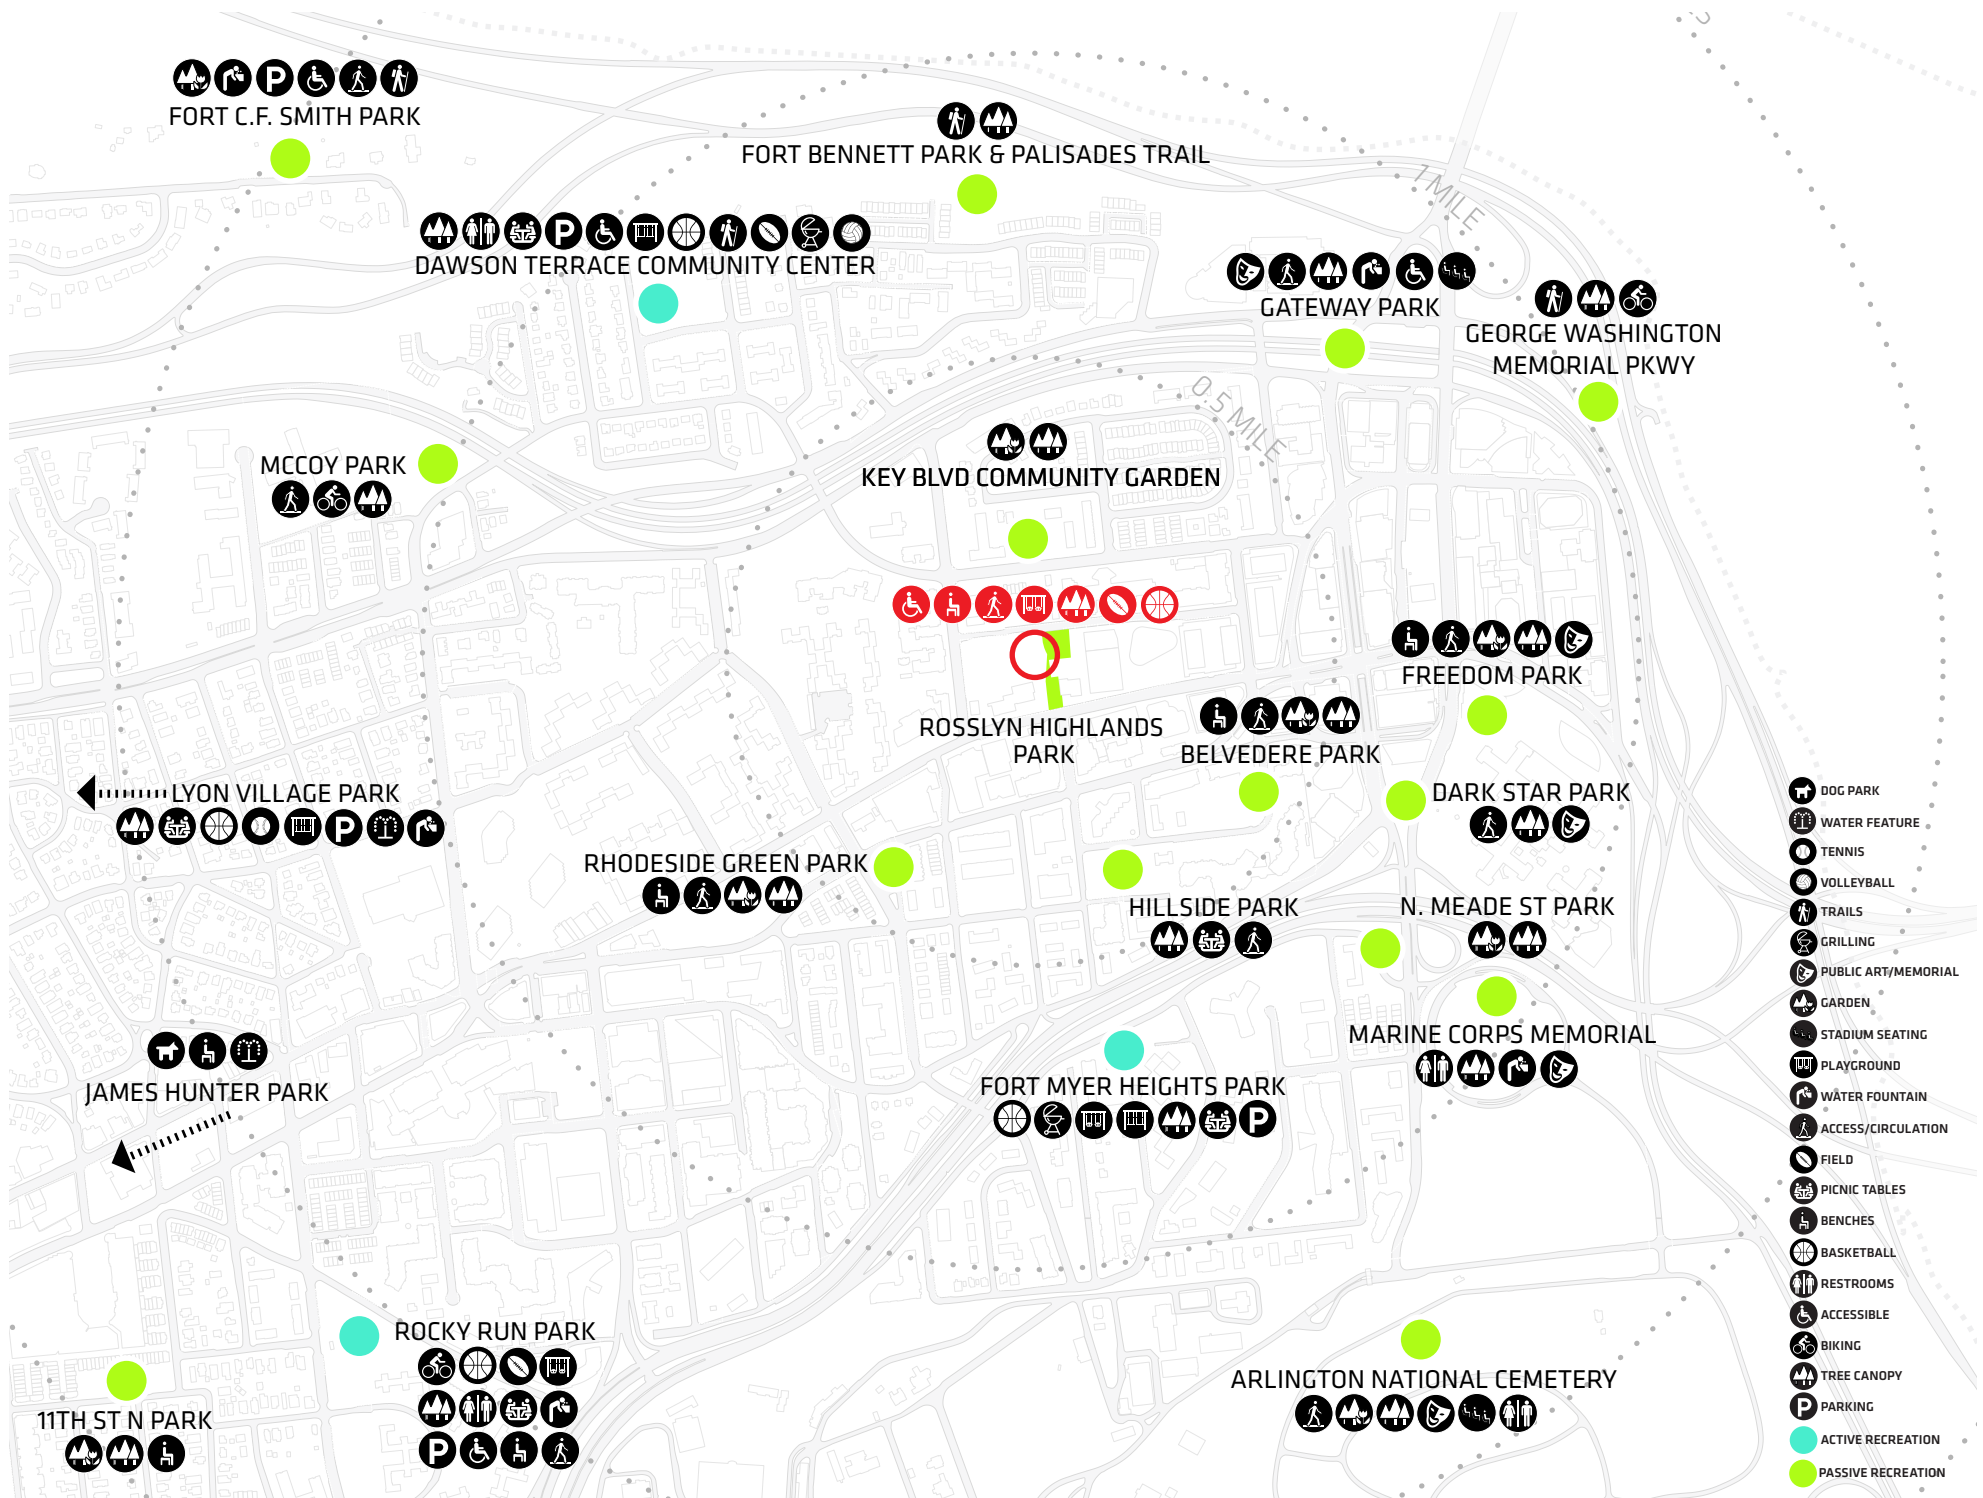 FORT C.F. SMITH PARK
FORT BENNETT PARK & PALISADES TRAIL
1 MILE
DAWSON TERRACE COMMUNITY CENTER
GATEWAY PARK
GEORGE WASHINGTON
MEMORIAL PKWY
0.5 MILE
MCCOY PARK
KEY BLVD COMMUNITY GARDEN
FREEDOM PARK
ROSSLYN HIGHLANDS
PARK
BELVEDERE PARK
LYON VILLAGE PARK
DARK STAR PARK
RHODESIDE GREEN PARK
HILLSIDE PARK
N. MEADE ST PARK
MARINE CORPS MEMORIAL
JAMES HUNTER PARK
FORT MYER HEIGHTS PARK
ROCKY RUN PARK
ARLINGTON NATIONAL CEMETERY
11TH ST N PARK
DOG PARK
WATER FEATURE
TENNIS
VOLLEYBALL
TRAILS
GRILLING
PUBLIC ART/MEMORIAL
GARDEN
STADIUM SEATING
PLAYGROUND
WATER FOUNTAIN
ACCESS/CIRCULATION
FIELD
PICNIC TABLES
BENCHES
BASKETBALL
RESTROOMS
ACCESSIBLE
BIKING
TREE CANOPY
P PARKING
ACTIVE RECREATION
PASSIVE RECREATION